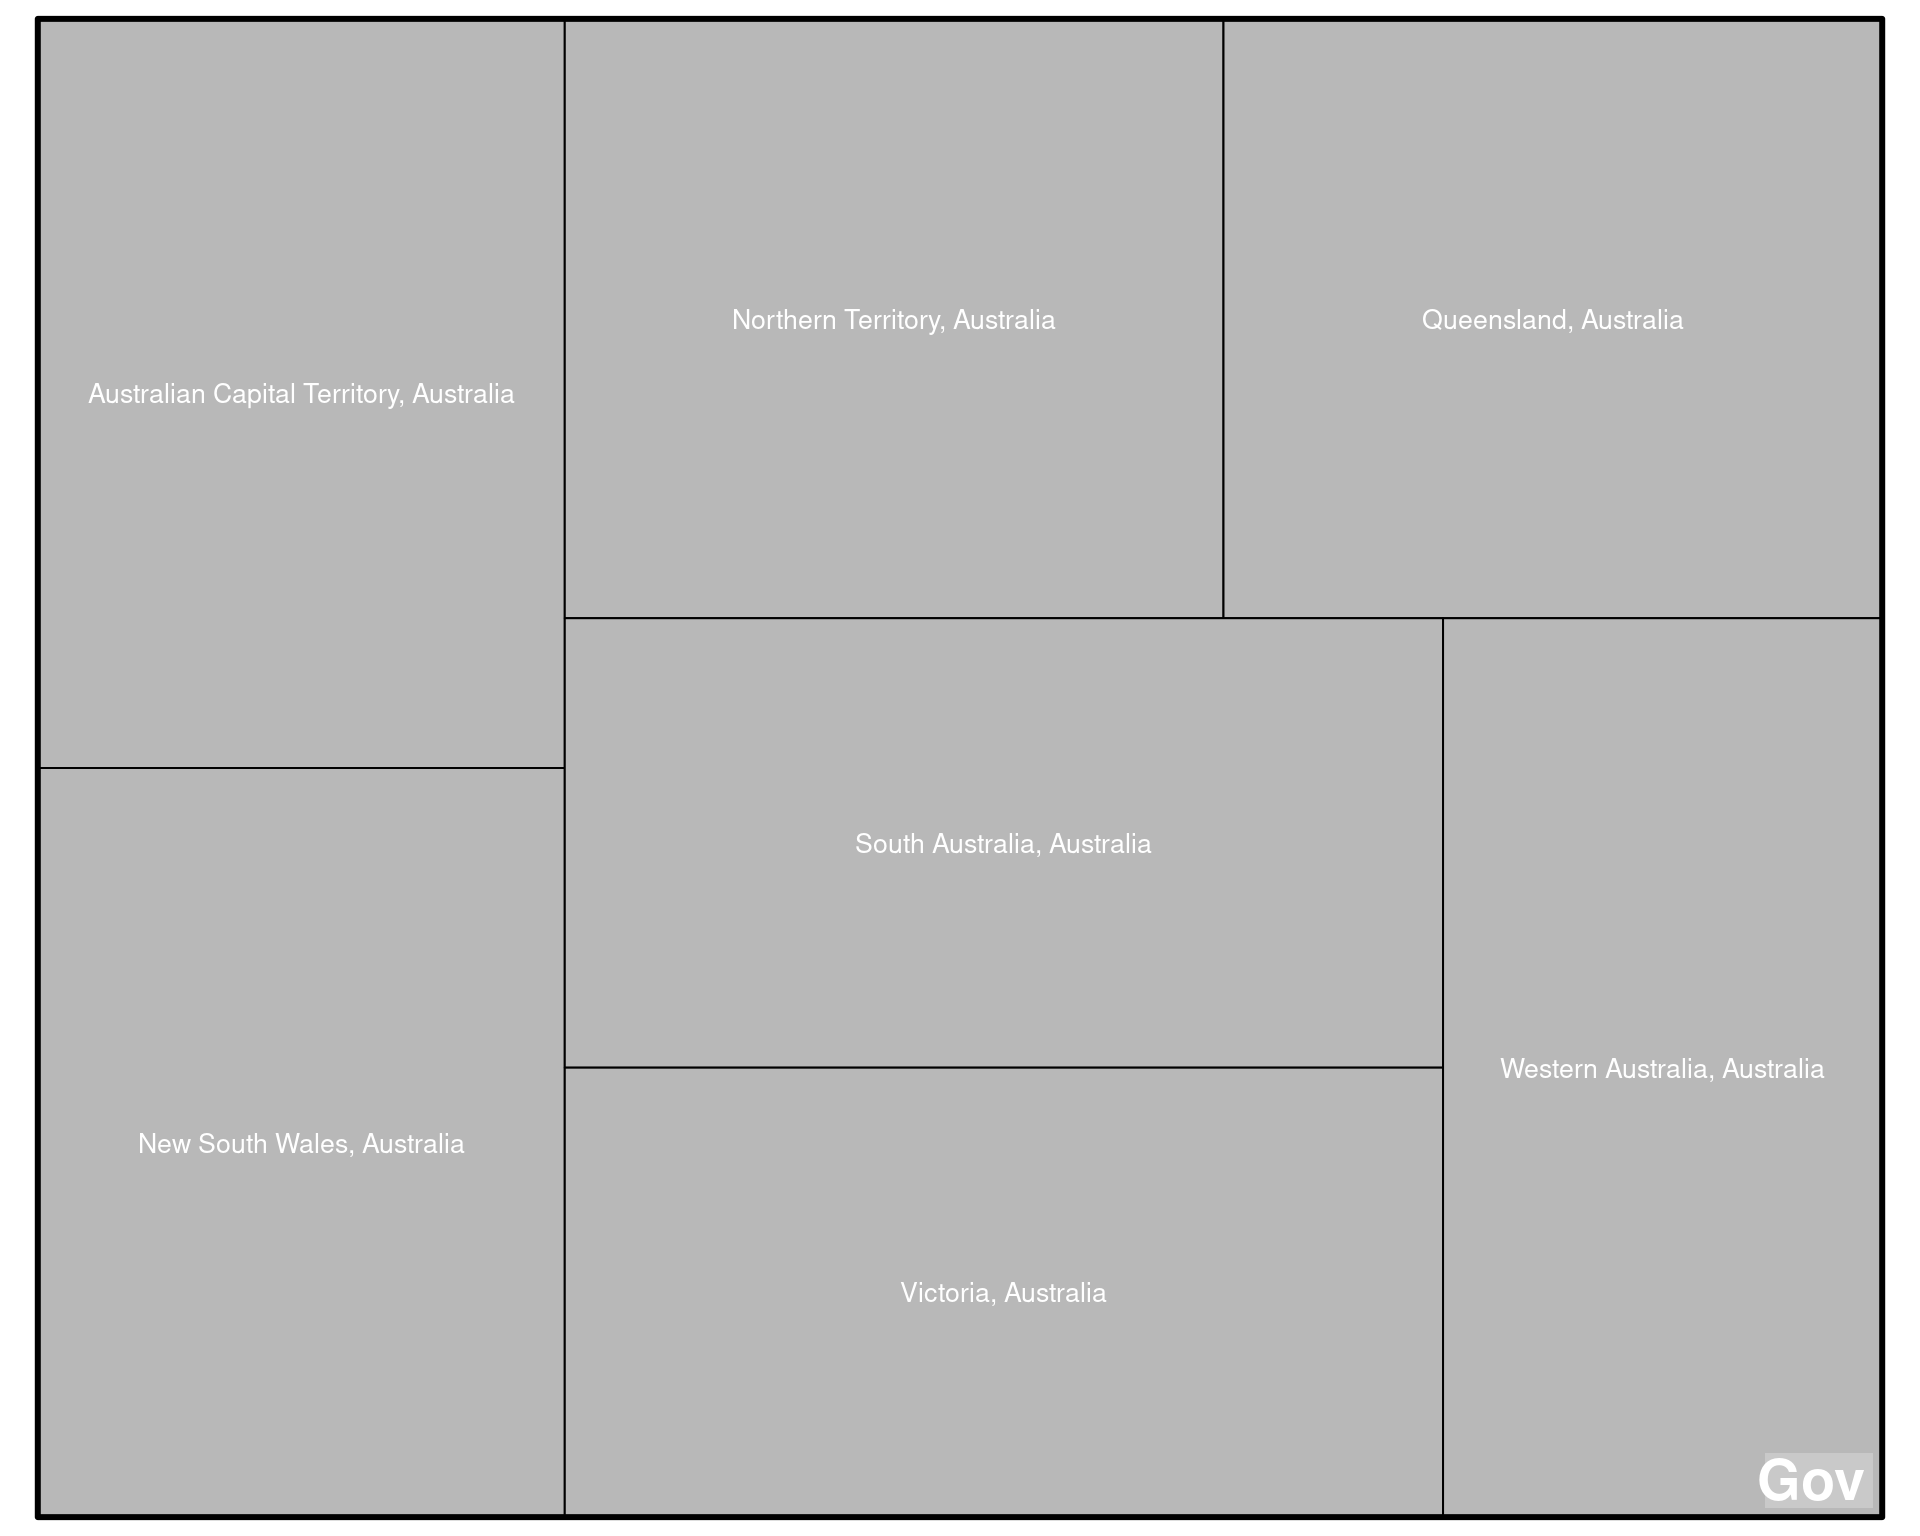 Northern Territory, Australia
Queensland, Australia
Australian Capital Territory, Australia
South Australia, Australia
Western Australia, Australia
New South Wales, Australia
Victoria, Australia
Gov